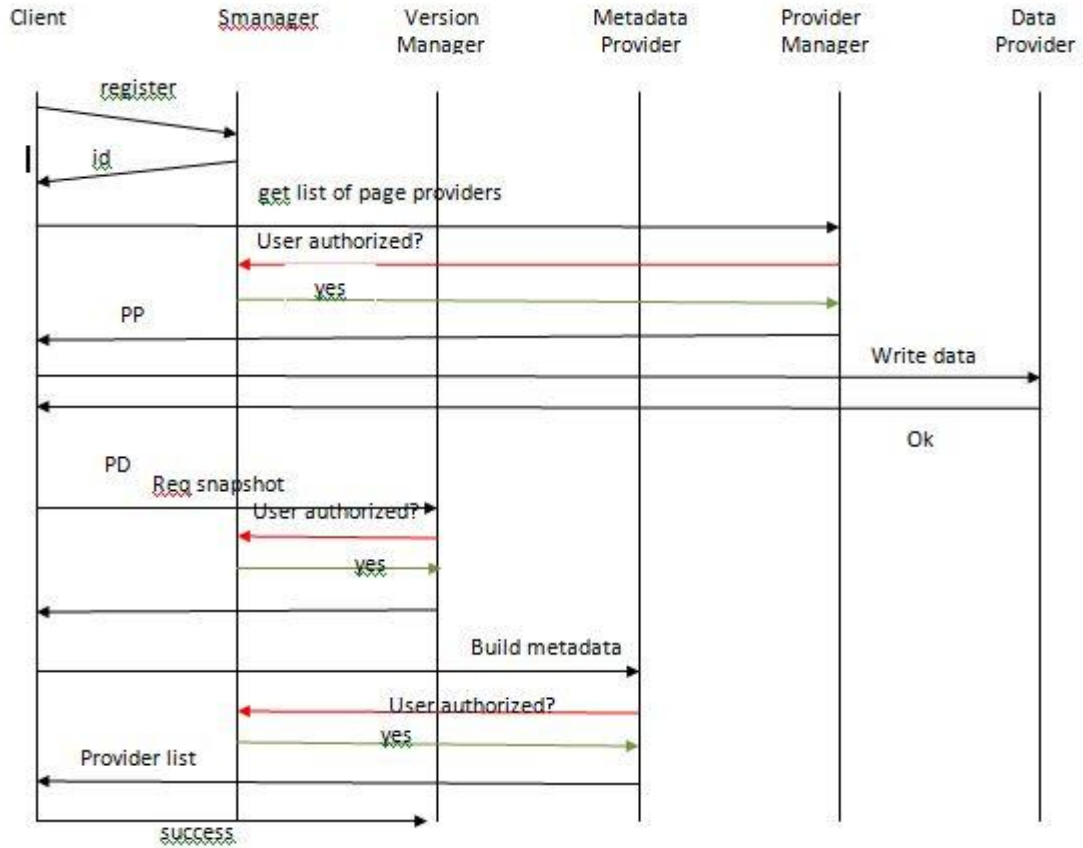 Client
Smanager
Version
Manager
Metadata
Provider
Provider
Manager
Data
Provider
register
id
get list of page providers
User authorized?
yes
PP
Write data
Ok
PD
Req snapshot
User authorized?
yes
Build metadata
User authorized?
yes
Provider list
success